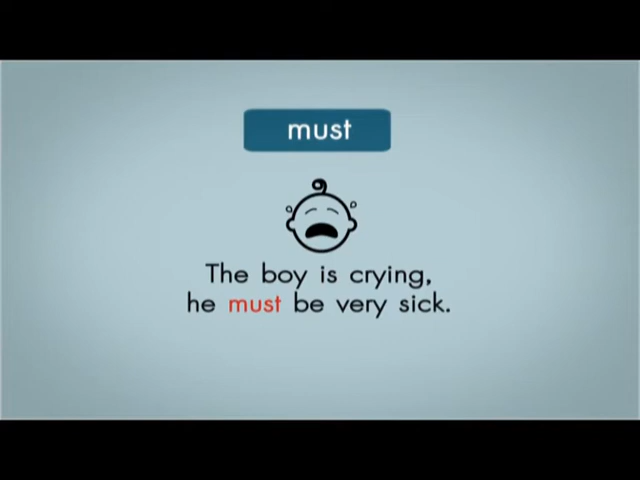 must
The boy is crying,
he must be very sick.